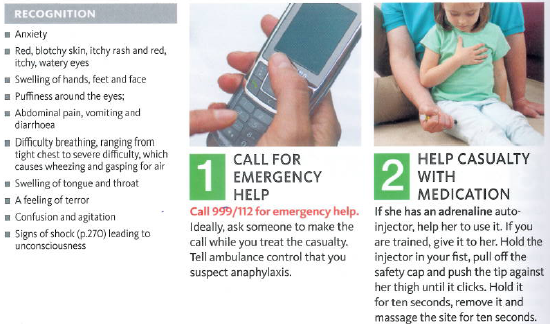 RECOGNITION
Anxiety
Red, blotchy skin, itchy rash and red,
itchy, watery eyes
Swelling of hands, feet and face
Puffiness around the eyes;
Abdominal pain, vomiting and
diarrhoea
Difficulty breathing, ranging from
tight chest to severe difficulty, which
causes wheezing and gasping for air
Swelling of tongue and throat
A feeling of terror
Confusion and agitation
Signs of shock (p.270) leading to
unconsciousness
1 CALL FOR
EMERGENCY
HELP
Call 999/112 for emergency help.
Ideally, ask someone to make the
call while you treat the casualty.
Tell ambulance control that you
suspect anaphylaxis.
2 HELP CASUALTY
WITH
MEDICATION
If she has an adrenaline auto-
injector, help her to use it. If you
are trained, give it to her. Hold the
injector in your fist, pull off the
safety cap and push the tip against
her thigh until it clicks. Hold it
for ten seconds, remove it and
massage the site for ten seconds.